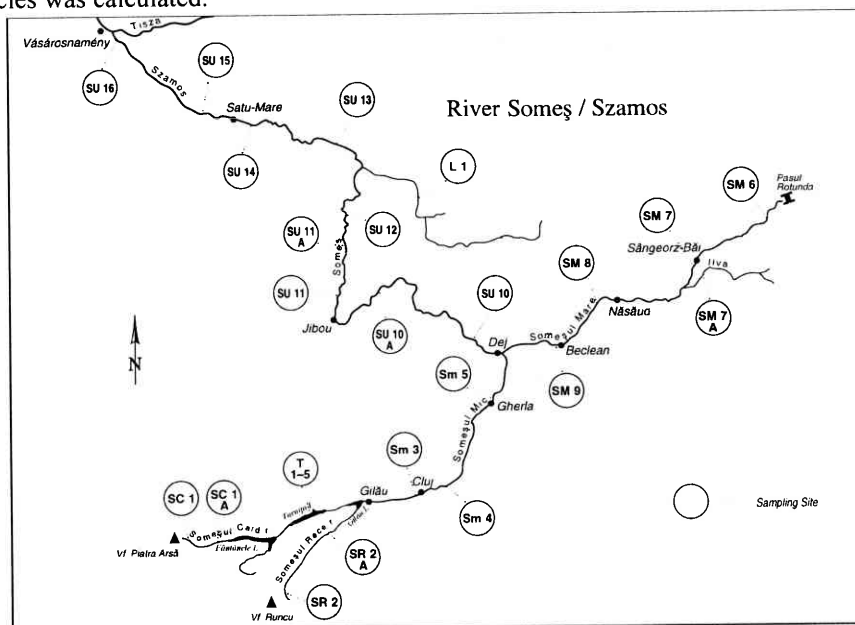 cies was calculated.
Tisza
Vásárosnamény
Szamos
SU 15
SU 16
Satu-Mare
SU 13
River Someş / Szamos
SU 14
L 1
SM 6
Pasul
Rotunda
SM 7
SU 11
A
SU 12
Someş
Sângeorz-Băi
Ilva
SM 8
SU 11
SU 10
Năsăud
SM 7
A
Jibou
SU 10
A
Someşul Mare
Dej
Beclean
N
Sm 5
SM 9
Gherla
Someşul Mic
Sm 3
T
1–5
SC 1
SC 1
A
Cluj
Gilău
Sm 4
Sampling Site
Someşul Cald
Vf Piatra Arsă
Fântânele l.
Someşul Rece
SR 2
A
SR 2
Vf Runcu